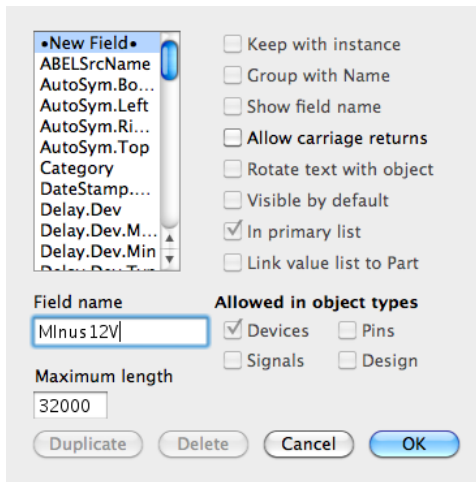 •New Field•
ABELSrcName
AutoSym.Bo...
AutoSym.Left
AutoSym.Ri...
AutoSym.Top
Category
DateStamp....
Delay.Dev
Delay.Dev.M...
Delay.Dev.Min
Delay.Dev.Typ
Keep with instance
Group with Name
Show field name
Allow carriage returns
Rotate text with object
Visible by default
In primary list
Link value list to Part
Field name
MInus12V
Maximum length
32000
Allowed in object types
Devices
Pins
Signals
Design
Duplicate
Delete
Cancel
OK